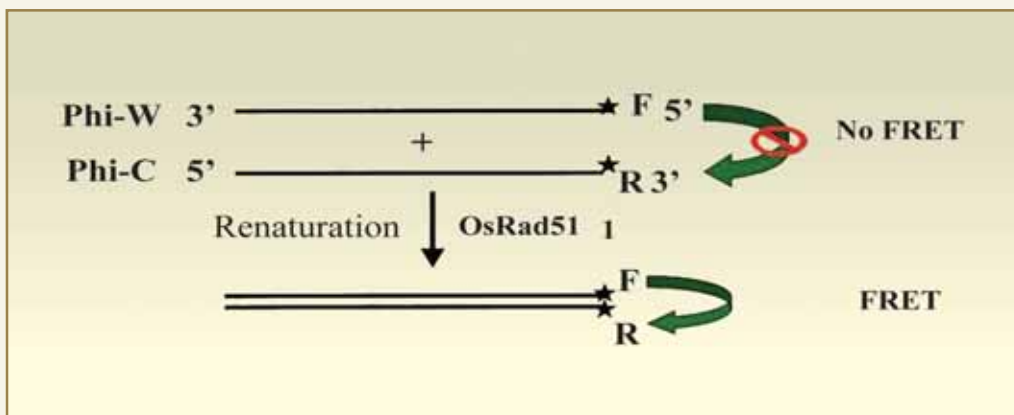 Phi-W 3’ F 5’
No FRET
+
Phi-C 5’ R 3’
Renaturation OsRad51 1
F
FRET
R